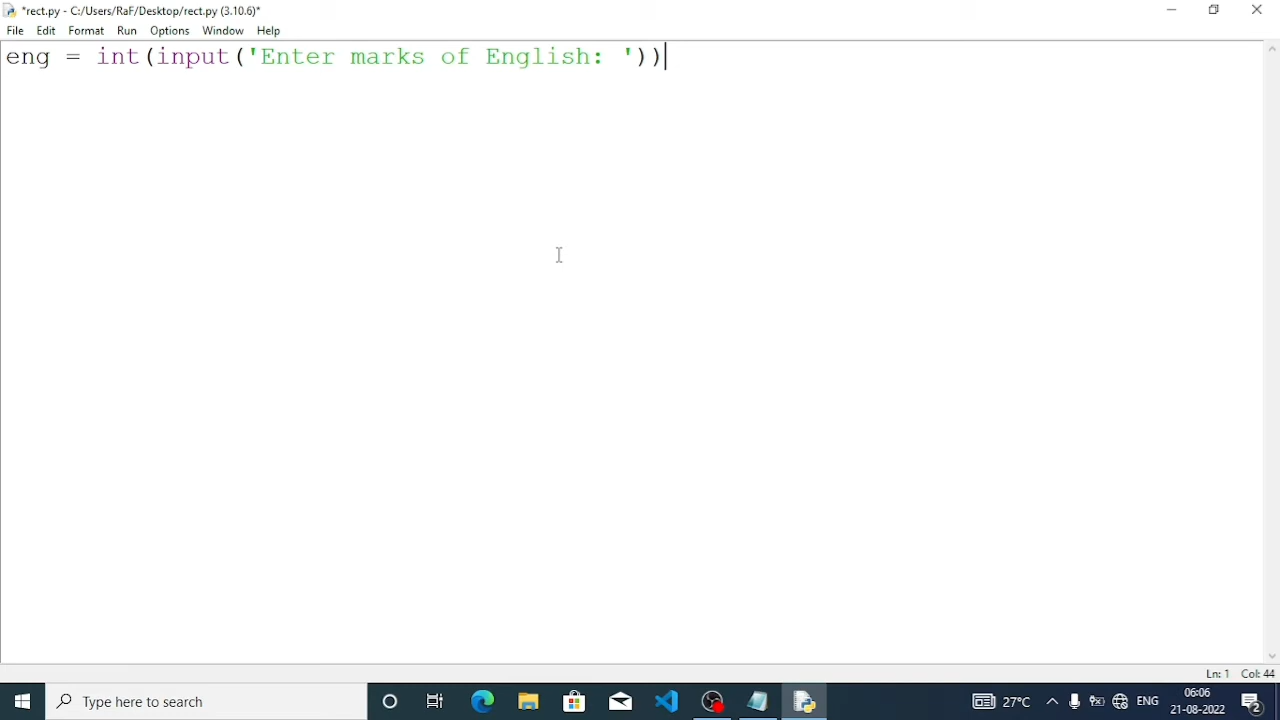 *rect.py - C:/Users/RaF/Desktop/rect.py (3.10.6)*
File Edit Format Run Options Window Help
eng = int(input('Enter marks of English: '))
Ln: 1 Col: 44
Type here to search
27°C
ENG
06:06
21-08-2022
2